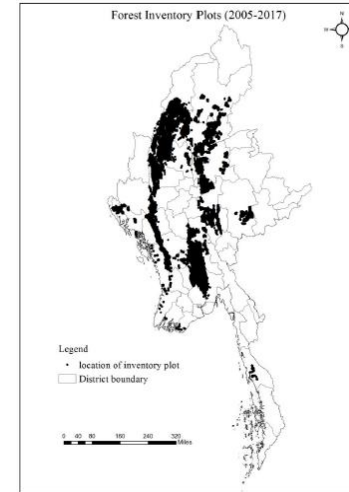 Forest Inventory Plots (2005-2017)
N
S
Legend
location of inventory plot
District boundary
0 40 80 160 240 320
Miles